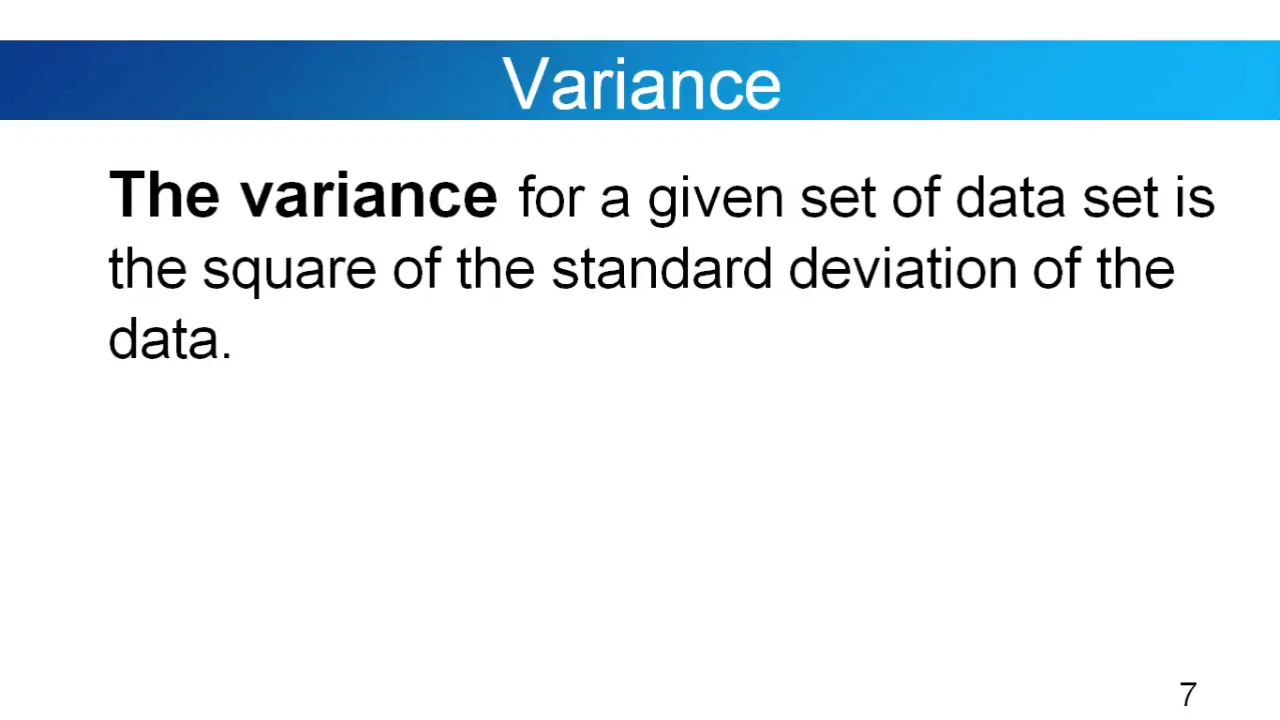 Variance
The variance for a given set of data set is
the square of the standard deviation of the
data.
7